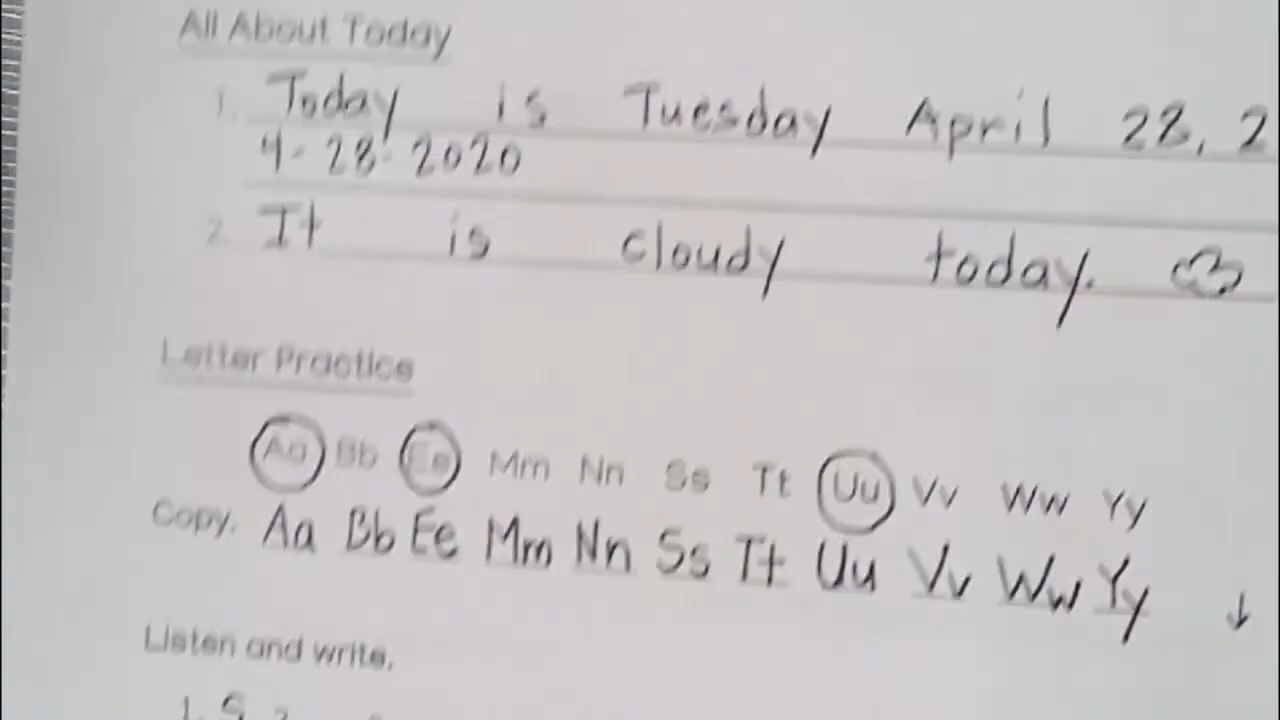 All About Today
1. Today is Tuesday April 28, 2
4-28-2020
2. It is cloudy today.
Letter Practice
Aa Bb Ee Mm Nn Ss Tt Uu Vv Ww Yy
Copy. Aa Bb Ee Mm Nn Ss Tt Uu Vv Ww Yy
Listen and write.
1. S 2